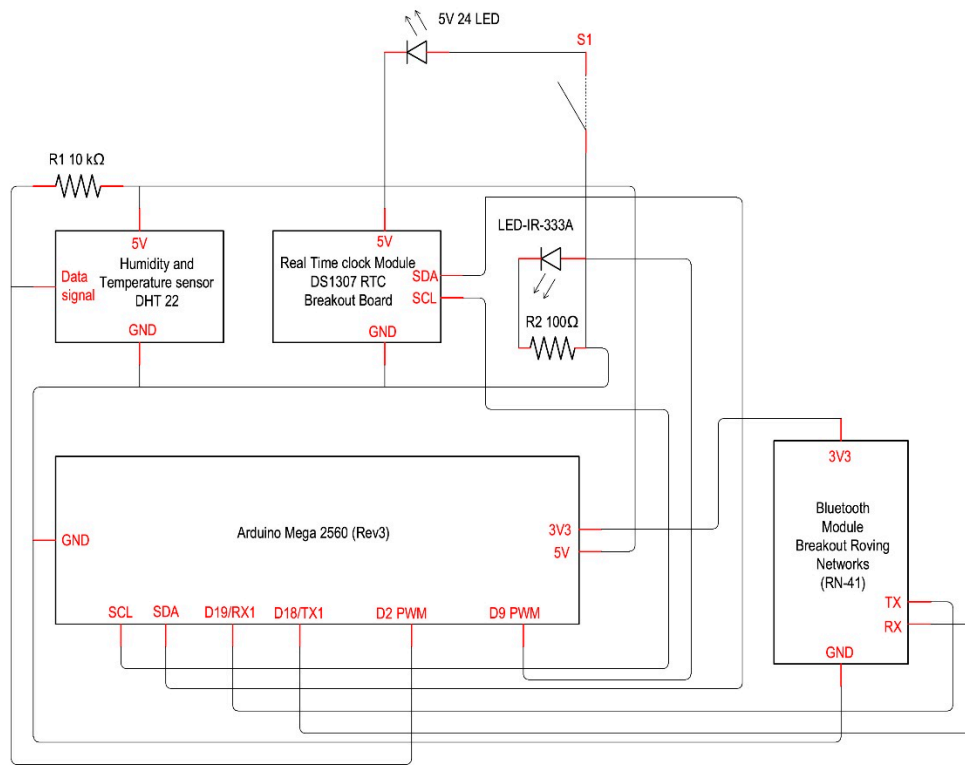 5V 24 LED
S1
R1 10 kΩ
5V
Humidity and
Temperature sensor
DHT 22
Data
signal
GND
5V
Real Time clock Module
DS1307 RTC
Breakout Board
SDA
SCL
GND
LED-IR-333A
R2 100Ω
Arduino Mega 2560 (Rev3)
GND
3V3
5V
SCL
SDA
D19/RX1
D18/TX1
D2 PWM
D9 PWM
3V3
Bluetooth
Module
Breakout Roving
Networks
(RN-41)
TX
RX
GND